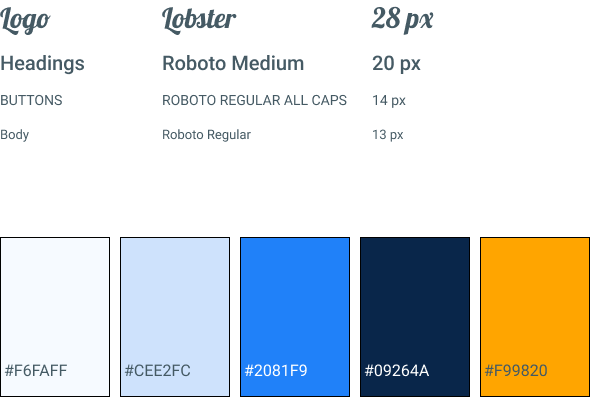 Logo Lobster 28 px
Headings Roboto Medium 20 px
BUTTONS ROBOTO REGULAR ALL CAPS 14 px
Body Roboto Regular 13 px
#F6FAFF #CEE2FC #2081F9 #09264A #F99820